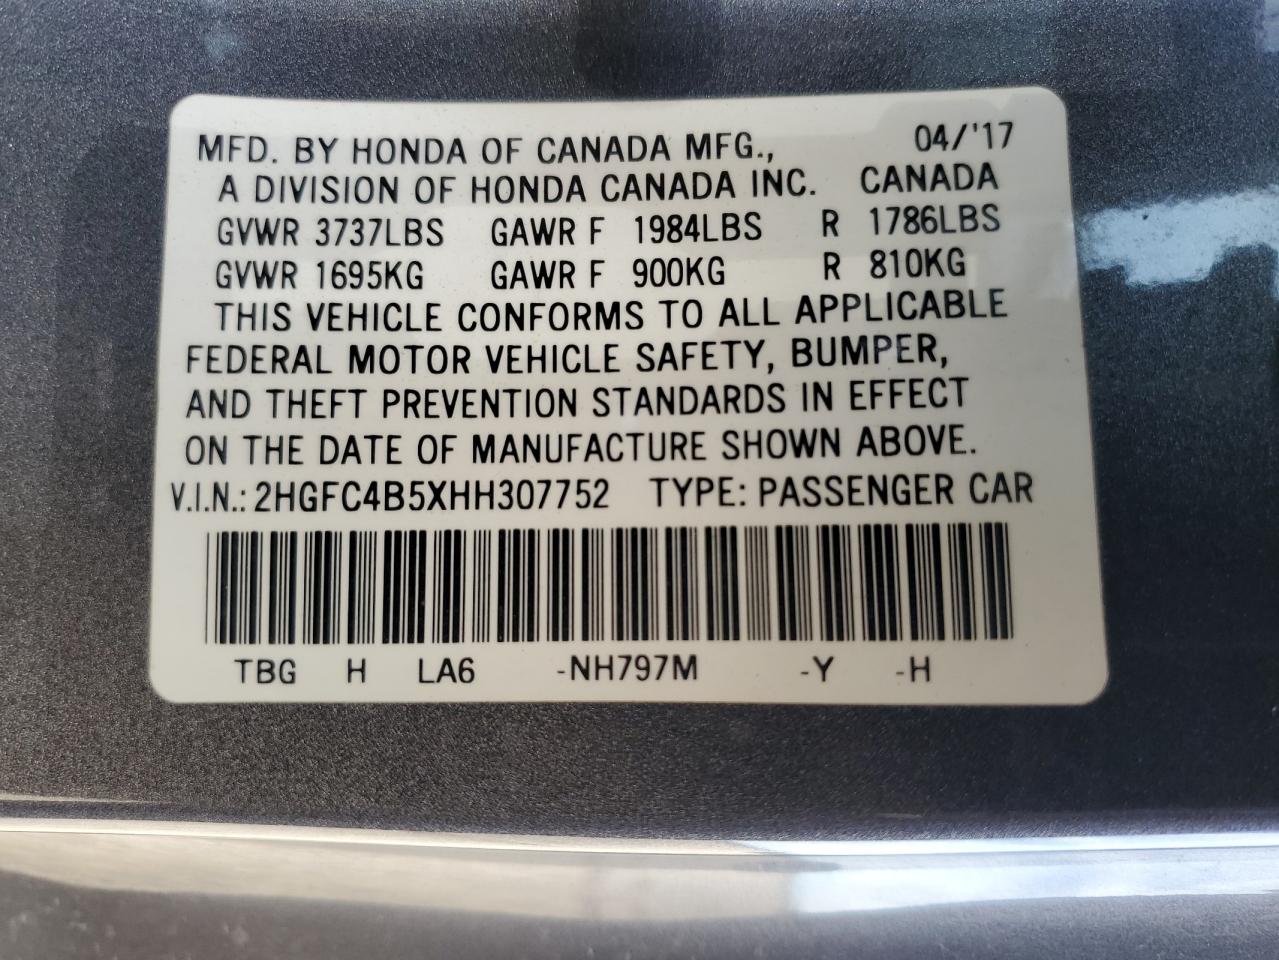 MFD. BY HONDA OF CANADA MFG., 04/'17
A DIVISION OF HONDA CANADA INC. CANADA
GVWR 3737LBS GAWR F 1984LBS R 1786LBS
GVWR 1695KG GAWR F 900KG R 810KG
THIS VEHICLE CONFORMS TO ALL APPLICABLE
FEDERAL MOTOR VEHICLE SAFETY, BUMPER,
AND THEFT PREVENTION STANDARDS IN EFFECT
ON THE DATE OF MANUFACTURE SHOWN ABOVE.
V.I.N.: 2HGFC4B5XHH307752 TYPE: PASSENGER CAR
TBG H LA6 -NH797M -Y -H